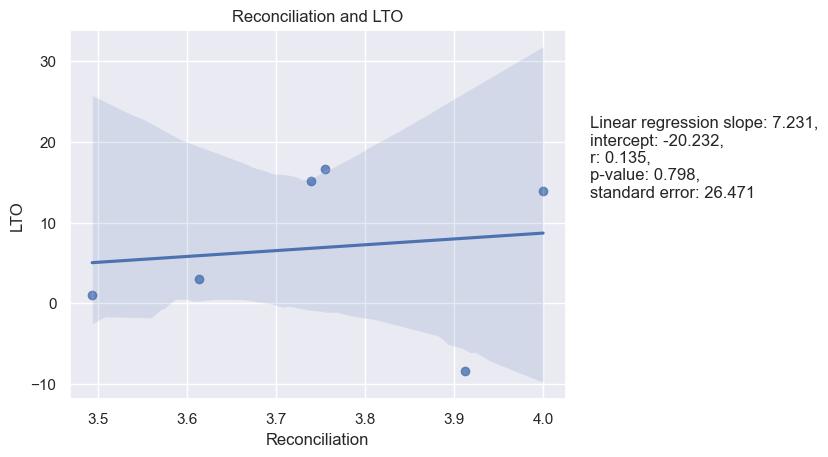 Reconciliation and LTO
30
20
10
0
−10
LTO
3.5 3.6 3.7 3.8 3.9 4.0
Reconciliation
Linear regression slope: 7.231,
intercept: -20.232,
r: 0.135,
p-value: 0.798,
standard error: 26.471